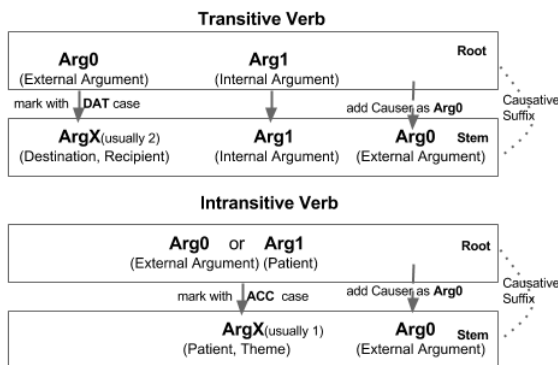 Transitive Verb
Root
Arg0 Arg1
(External Argument) (Internal Argument)
mark with DAT case add Causer as Arg0 Causative
Suffix
ArgX(usually 2) Arg1 Arg0 Stem
(Destination, Recipient) (Internal Argument) (External Argument)
Intransitive Verb
Arg0 or Arg1 Root
(External Argument) (Patient)
mark with ACC case add Causer as Arg0 Causative
Suffix
ArgX(usually 1) Arg0 Stem
(Patient, Theme) (External Argument)